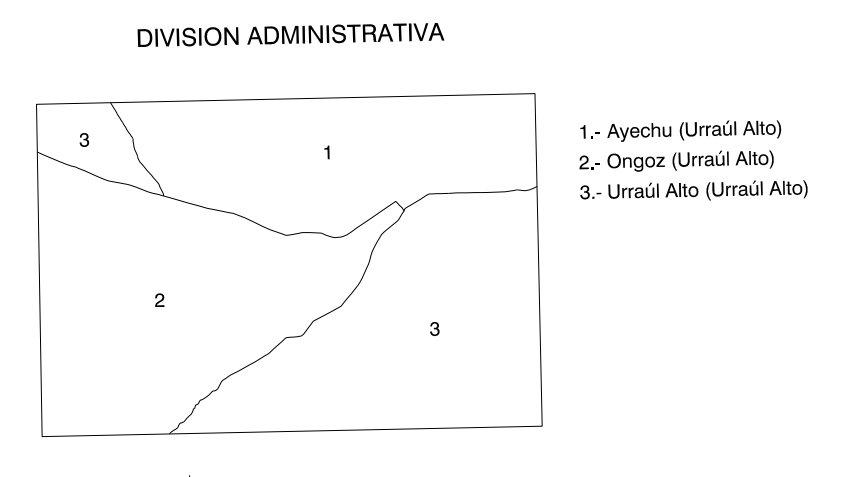 DIVISION ADMINISTRATIVA
3
1
1.- Ayechu (Urraúl Alto)
2.- Ongoz (Urraúl Alto)
3.- Urraúl Alto (Urraúl Alto)
2
3